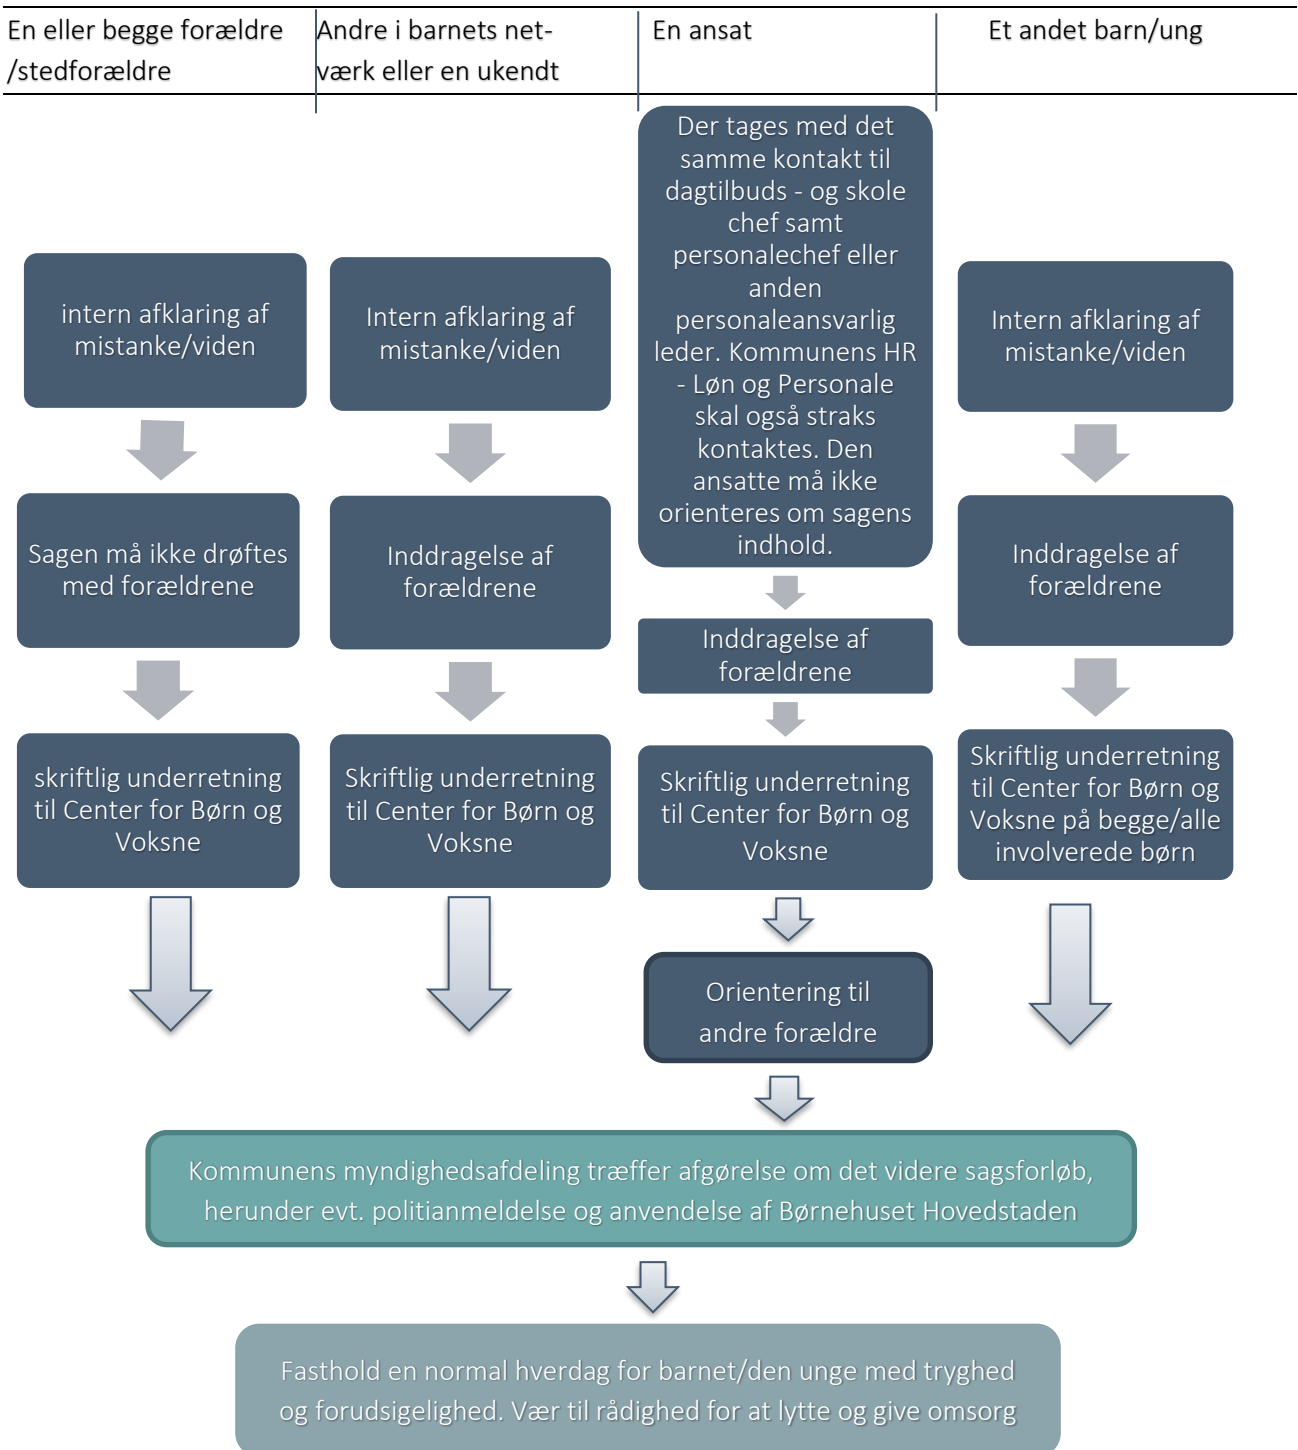 En eller begge forældre
/stedforældre
Andre i barnets net-
værk eller en ukendt
En ansat
Et andet barn/ung
intern afklaring af
mistanke/viden
Sagen må ikke drøftes
med forældrene
skriftlig underretning
til Center for Børn og
Voksne
Intern afklaring af
mistanke/viden
Inddragelse af
forældrene
Skriftlig underretning
til Center for Børn og
Voksne
Der tages med det
samme kontakt til
dagtilbuds - og skole
chef samt
personalechef eller
anden
personaleansvarlig
leder. Kommunens HR
- Løn og Personale
skal også straks
kontaktes. Den
ansatte må ikke
orienteres om sagens
indhold.
Inddragelse af
forældrene
Skriftlig underretning
til Center for Børn og
Voksne
Orientering til
andre forældre
Intern afklaring af
mistanke/viden
Inddragelse af
forældrene
Skriftlig underretning
til Center for Børn og
Voksne på begge/alle
involverede børn
Kommunens myndighedsafdeling træffer afgørelse om det videre sagsforløb,
herunder evt. politianmeldelse og anvendelse af Børnehuset Hovedstaden
Fasthold en normal hverdag for barnet/den unge med tryghed
og forudsigelighed. Vær til rådighed for at lytte og give omsorg